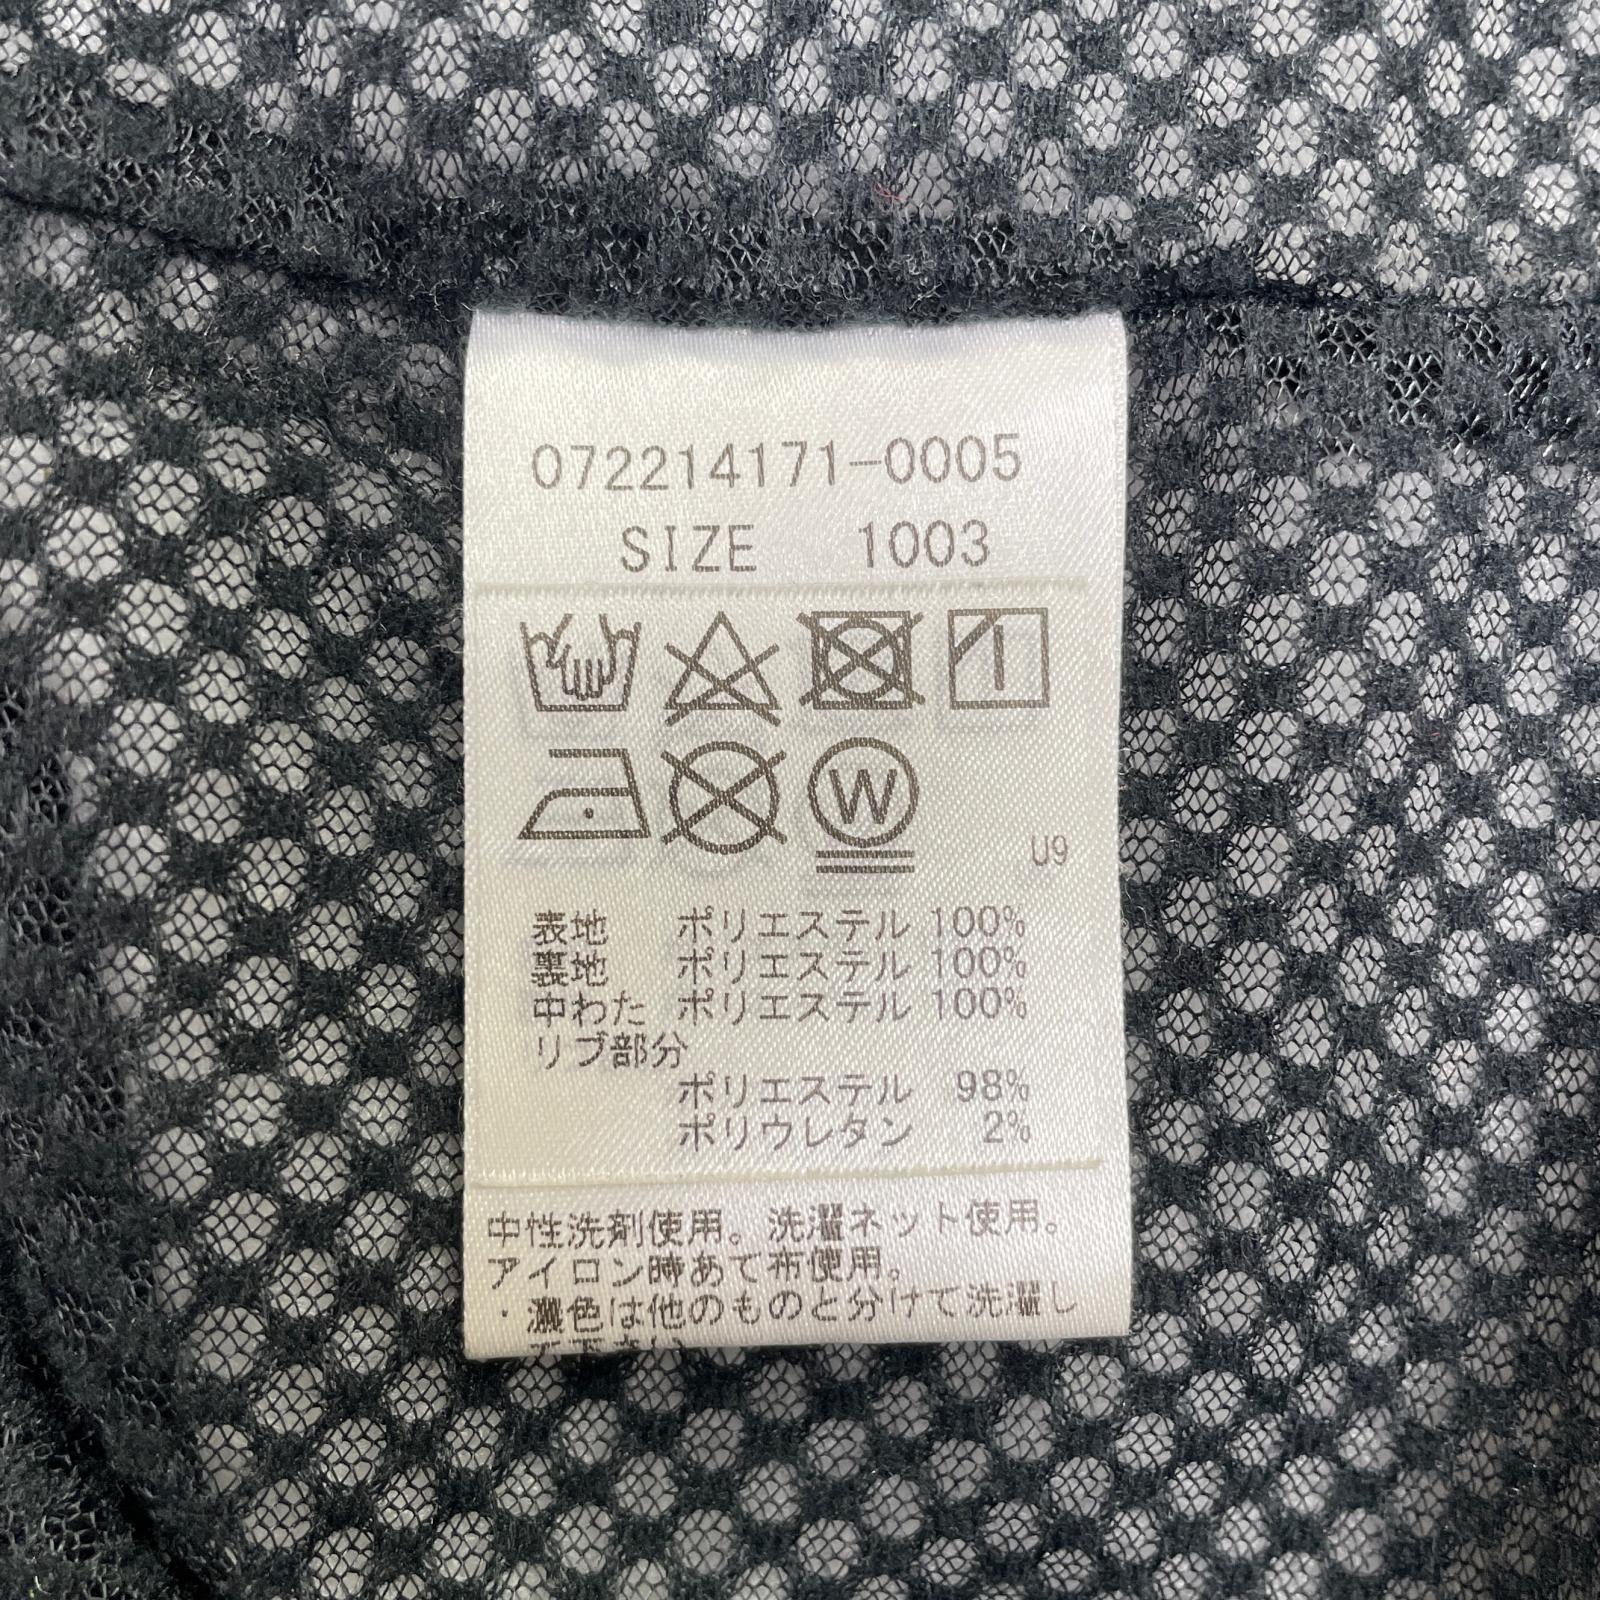 072214171-0005
SIZE 1003
W
U9
表地 ポリエステル 100%
裏地 ポリエステル 100%
中わた ポリエステル 100%
リブ部分
ポリエステル 98%
ポリウレタン 2%
中性洗剤使用。洗濯ネット使用。
アイロン時あて布使用。
・濃色は他のものと分けて洗濯し